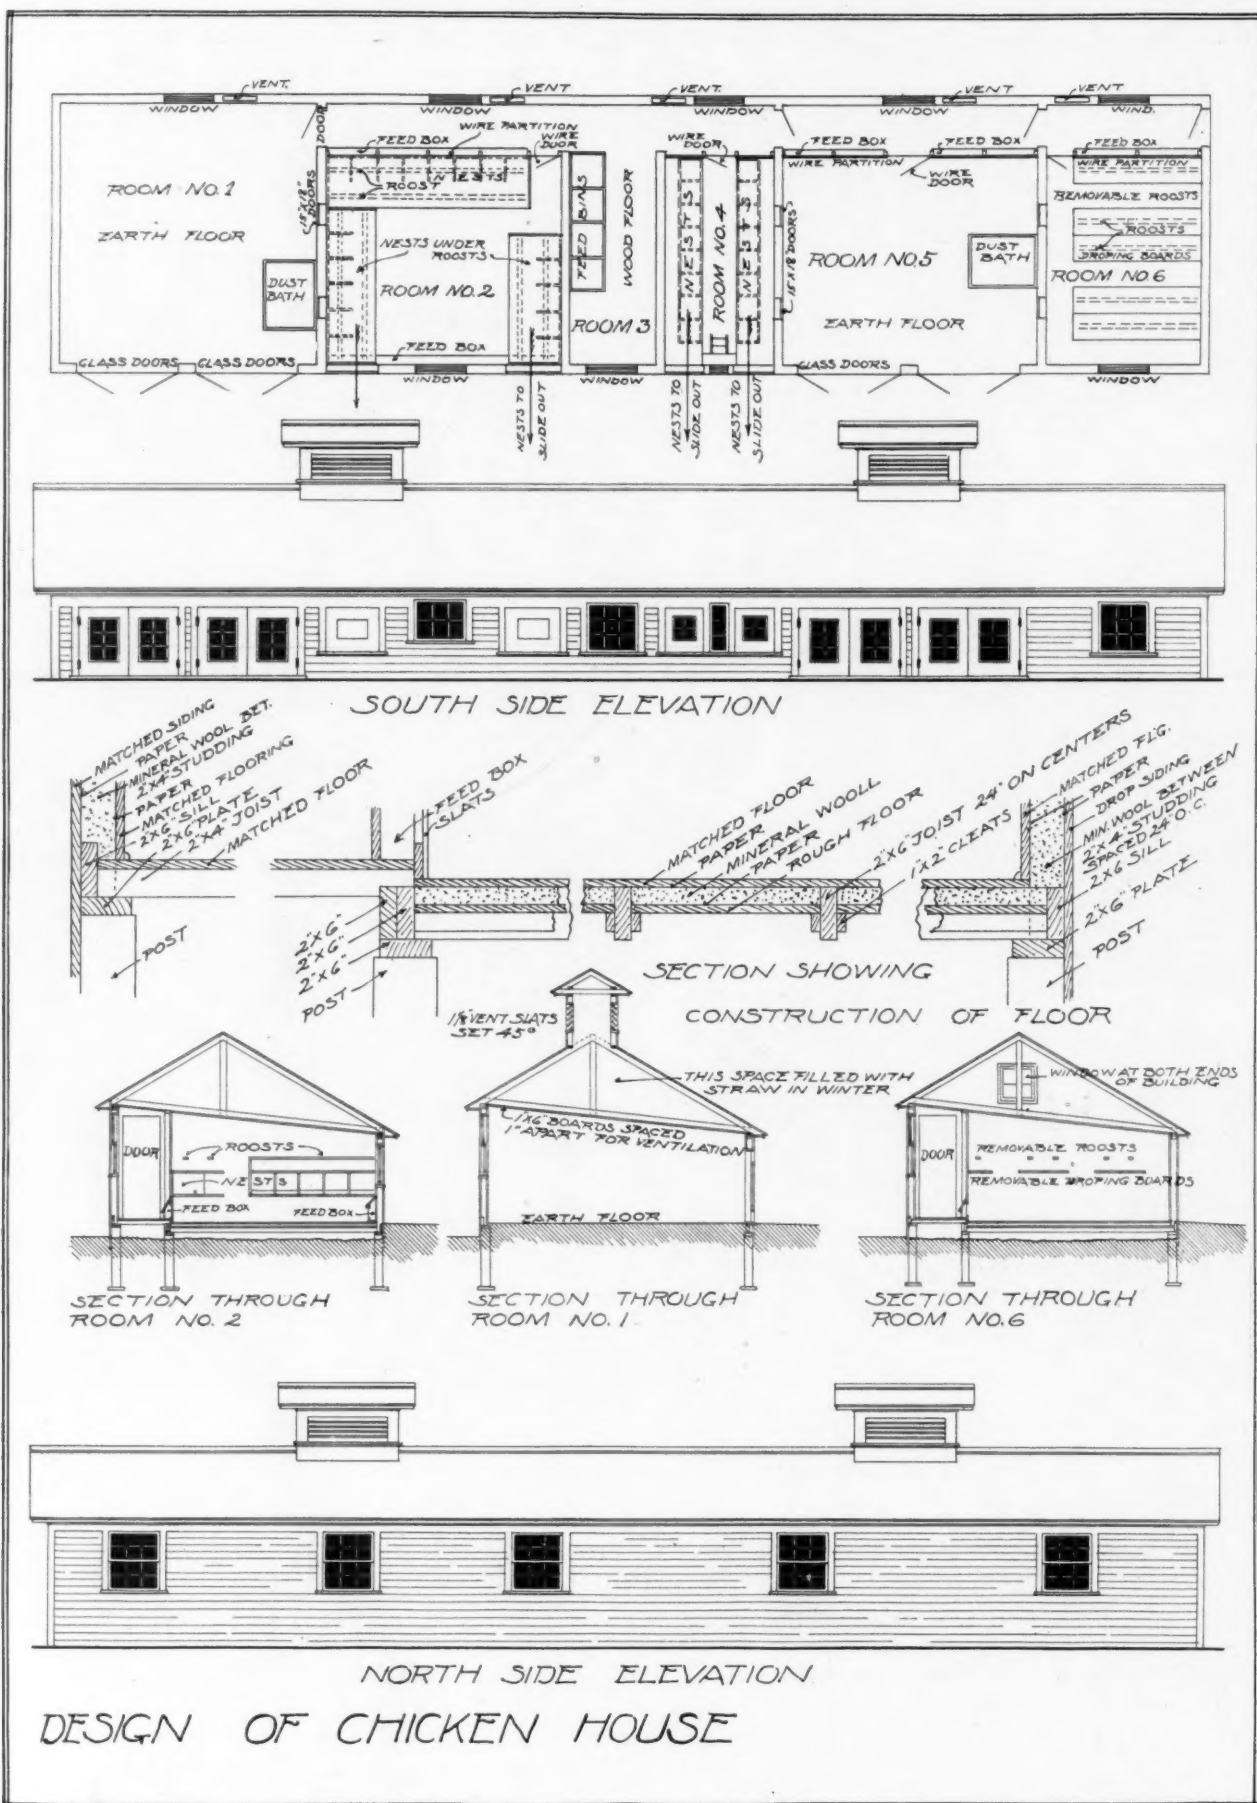 VENT.
VENT
VENT.
VENT
VENT
WINDOW
WINDOW
WINDOW
WINDOW
WIND.
DOOR
FEED BOX
WIRE PARTITION
WIRE
DOOR
WIRE
DOOR
FEED BOX
FEED BOX
FEED BOX
WIRE PARTITION
WIRE
DOOR
WIRE PARTITION
ROOM NO. 1
EARTH FLOOR
15"X18"
DOORS
NESTS
ROOST
NESTS UNDER
ROOSTS
ROOM NO. 2
DUST
BATH
FEED BOX
FEED BINS
WOOD FLOOR
ROOM 3
NESTS
ROOM NO. 4
NESTS
15"X18" DOORS
ROOM NO. 5
EARTH FLOOR
DUST
BATH
REMOVABLE ROOSTS
ROOSTS
DROPING BOARDS
ROOM NO. 6
GLASS DOORS
GLASS DOORS
WINDOW
WINDOW
GLASS DOORS
WINDOW
NESTS TO
SLIDE OUT
NESTS TO
SLIDE OUT
NESTS TO
SLIDE OUT
SOUTH SIDE ELEVATION
MATCHED SIDING
PAPER
MINERAL WOOL BET.
2"X4" STUDDING
PAPER
MATCHED FLOORING
2"X6" SILL
2"X6" PLATE
2"X4" JOIST
MATCHED FLOOR
POST
FEED BOX
SLATS
2"X6"
2"X6"
2"X6"
POST
MATCHED FLOOR
PAPER
MINERAL WOOLL
PAPER
ROUGH FLOOR
2"X6" JOIST 24" ON CENTERS
1"X2" CLEATS
MATCHED FL'G.
PAPER
DROP SIDING
MIN. WOOL BETWEEN
2"X4" STUDDING
SPACED 24" O.C.
2"X6" SILL
2"X6" PLATE
POST
SECTION SHOWING
CONSTRUCTION OF FLOOR
VENT SLATS
SET 45°
THIS SPACE FILLED WITH
STRAW IN WINTER
1"X6" BOARDS SPACED
1" APART FOR VENTILATION
EARTH FLOOR
DOOR
ROOSTS
NESTS
FEED BOX
FEED BOX
WINDOW AT BOTH ENDS
OF BUILDING
DOOR
REMOVABLE ROOSTS
REMOVABLE DROPING BOARDS
SECTION THROUGH
ROOM NO. 2
SECTION THROUGH
ROOM NO. 1
SECTION THROUGH
ROOM NO. 6
NORTH SIDE ELEVATION
DESIGN OF CHICKEN HOUSE